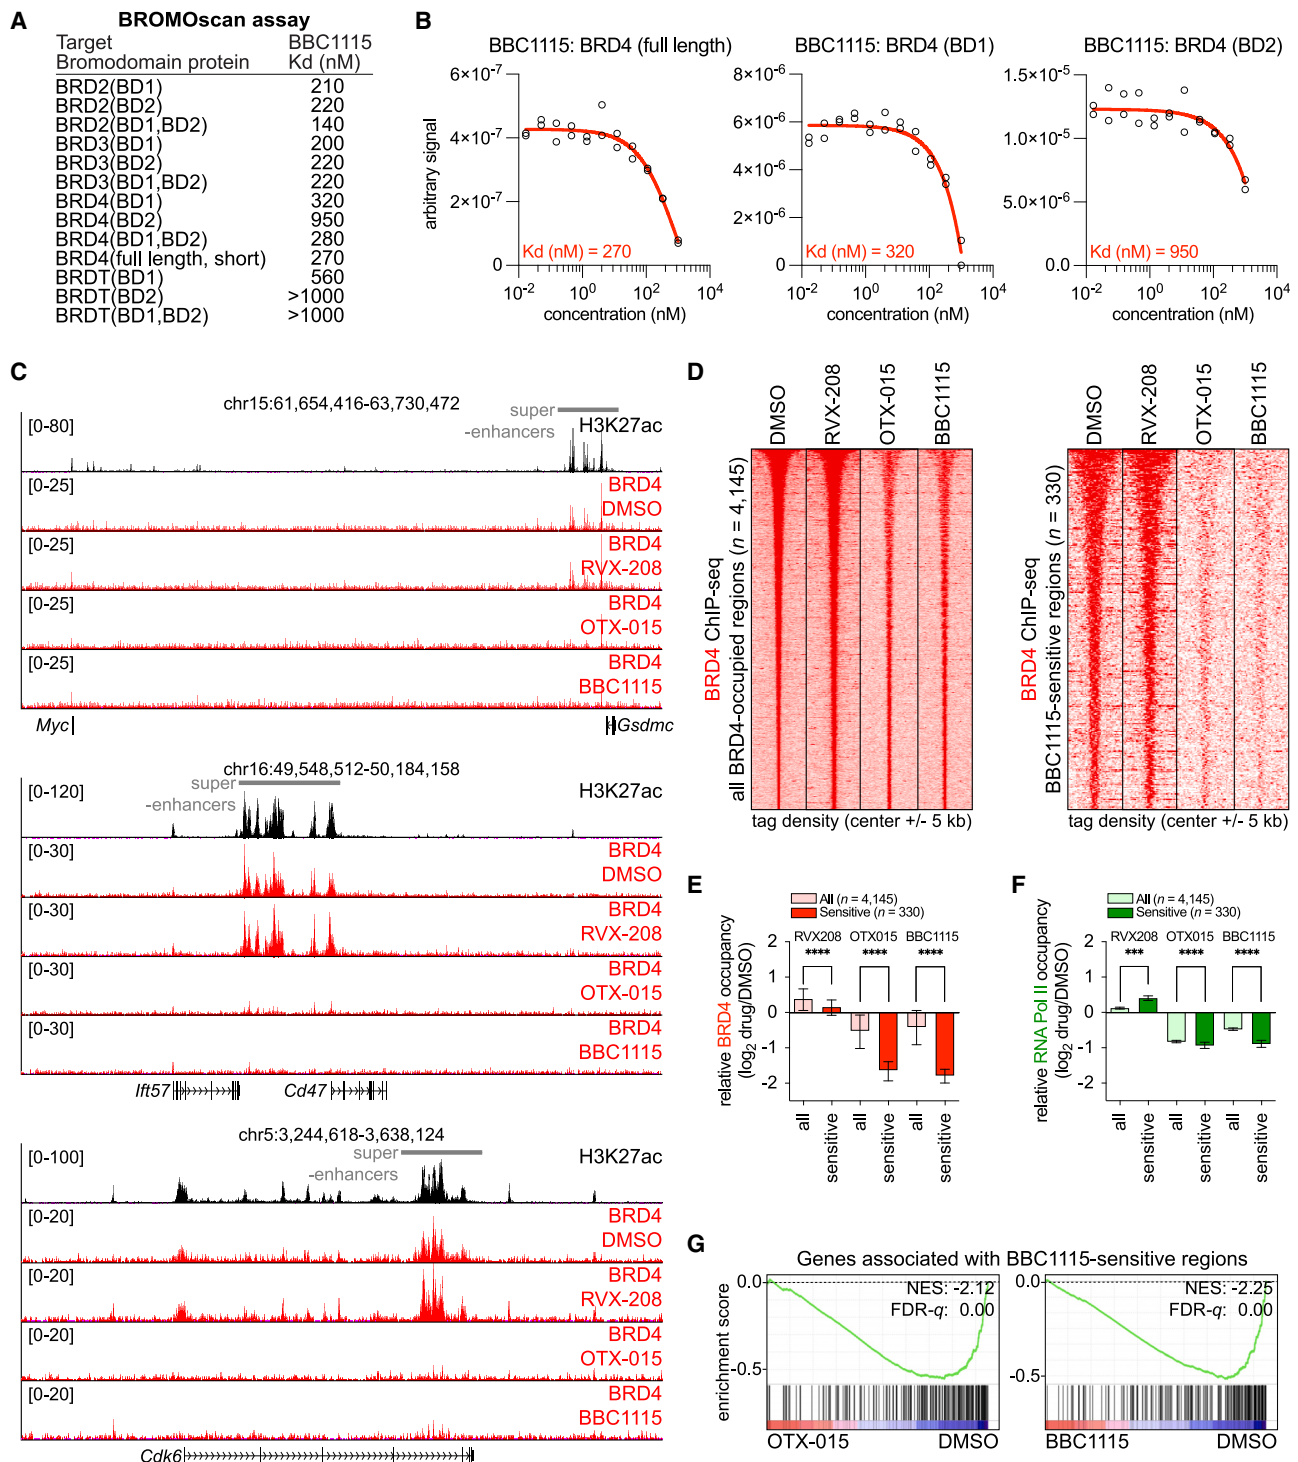 A
BROMOscan assay
Target BBC1115
Bromodomain protein Kd (nM)
BRD2(BD1) 210
BRD2(BD2) 220
BRD2(BD1,BD2) 140
BRD3(BD1) 200
BRD3(BD2) 220
BRD3(BD1,BD2) 220
BRD4(BD1) 320
BRD4(BD2) 950
BRD4(BD1,BD2) 280
BRD4(full length, short) 270
BRDT(BD1) 560
BRDT(BD2) >1000
BRDT(BD1,BD2) >1000
B
BBC1115: BRD4 (full length)
arbitrary signal
6×10⁻⁷
4×10⁻⁷
2×10⁻⁷
0
Kd (nM) = 270
10⁻² 10⁰ 10² 10⁴
concentration (nM)
BBC1115: BRD4 (BD1)
8×10⁻⁶
6×10⁻⁶
4×10⁻⁶
2×10⁻⁶
0
Kd (nM) = 320
10⁻² 10⁰ 10² 10⁴
concentration (nM)
BBC1115: BRD4 (BD2)
1.5×10⁻⁵
1.0×10⁻⁵
5.0×10⁻⁶
0.0
Kd (nM) = 950
10⁻² 10⁰ 10² 10⁴
concentration (nM)
C
chr15:61,654,416-63,730,472
super
-enhancers
[0-80] H3K27ac
[0-25] BRD4
DMSO
[0-25] BRD4
RVX-208
[0-25] BRD4
OTX-015
[0-25] BRD4
BBC1115
Myc Gsdmc
chr16:49,548,512-50,184,158
super
-enhancers
[0-120] H3K27ac
[0-30] BRD4
DMSO
[0-30] BRD4
RVX-208
[0-30] BRD4
OTX-015
[0-30] BRD4
BBC1115
Ift57 Cd47
chr5:3,244,618-3,638,124
super
-enhancers
[0-100] H3K27ac
[0-20] BRD4
DMSO
[0-20] BRD4
RVX-208
[0-20] BRD4
OTX-015
[0-20] BRD4
BBC1115
Cdk6
D
DMSO RVX-208 OTX-015 BBC1115
BRD4 ChIP-seq
all BRD4-occupied regions (n = 4,145)
tag density (center +/- 5 kb)
DMSO RVX-208 OTX-015 BBC1115
BRD4 ChIP-seq
BBC1115-sensitive regions (n = 330)
tag density (center +/- 5 kb)
E
All (n = 4,145)
Sensitive (n = 330)
RVX208 OTX015 BBC1115
**** **** ****
relative BRD4 occupancy
(log₂ drug/DMSO)
2
1
0
-1
-2
all sensitive all sensitive all sensitive
F
All (n = 4,145)
Sensitive (n = 330)
RVX208 OTX015 BBC1115
*** **** ****
relative RNA Pol II occupancy
(log₂ drug/DMSO)
2
1
0
-1
-2
all sensitive all sensitive all sensitive
G
Genes associated with BBC1115-sensitive regions
enrichment score
0.0
-0.5
NES: -2.12
FDR-q: 0.00
OTX-015 DMSO
0.0
-0.5
NES: -2.25
FDR-q: 0.00
BBC1115 DMSO